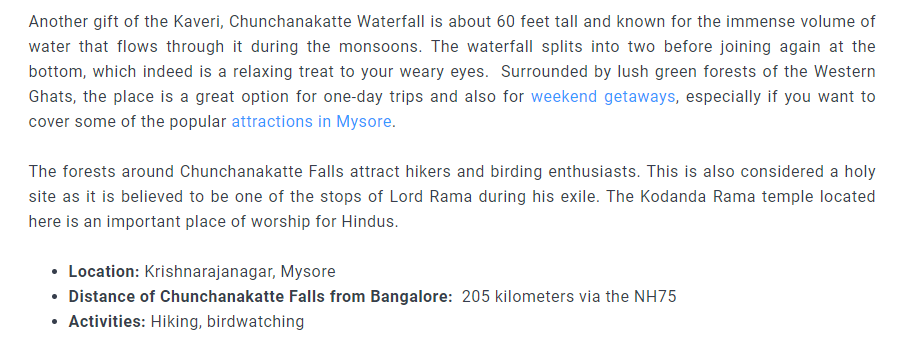 Another gift of the Kaveri, Chunchanakatte Waterfall is about 60 feet tall and known for the immense volume of
water that flows through it during the monsoons. The waterfall splits into two before joining again at the
bottom, which indeed is a relaxing treat to your weary eyes.  Surrounded by lush green forests of the Western
Ghats, the place is a great option for one-day trips and also for weekend getaways, especially if you want to
cover some of the popular attractions in Mysore.
The forests around Chunchanakatte Falls attract hikers and birding enthusiasts. This is also considered a holy
site as it is believed to be one of the stops of Lord Rama during his exile. The Kodanda Rama temple located
here is an important place of worship for Hindus.
• Location: Krishnarajanagar, Mysore
• Distance of Chunchanakatte Falls from Bangalore:  205 kilometers via the NH75
• Activities: Hiking, birdwatching